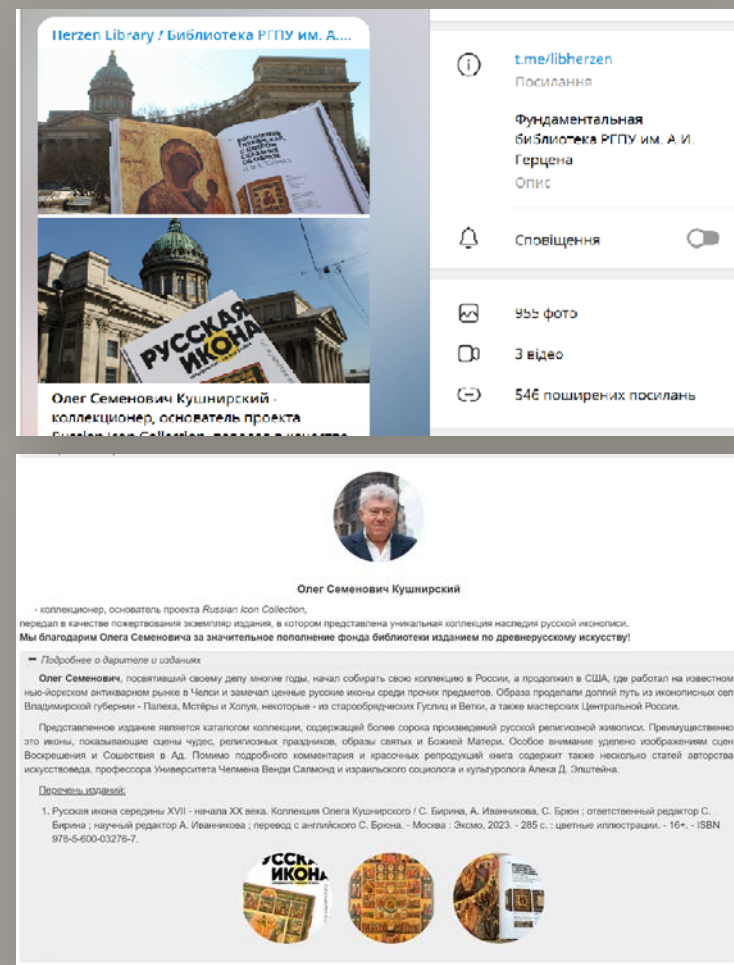 Herzen Library / Библиотека РГПУ им. А....
РУССКАЯ
ИКОНА
Олег Семенович Кушнирский -
коллекционер, основатель проекта
Russian Icon Collection, передал в качестве
t.me/libherzen
Посилання
Фундаментальная
библиотека РГПУ им. А.И.
Герцена
Опис
Сповіщення
955 фото
3 відео
546 поширених посилань
Олег Семенович Кушнирский
- коллекционер, основатель проекта Russian Icon Collection,
передал в качестве пожертвования экземпляр издания, в котором представлена уникальная коллекция наследия русской иконописи.
Мы благодарим Олега Семеновича за значительное пополнение фонда библиотеки изданием по древнерусскому искусству!
Подробнее о дарителе и изданиях
Олег Семенович, посвятивший своему делу многие годы, начал собирать свою коллекцию в России, а продолжил в США, где работал на известном
нью-йоркском антикварном рынке в Челси и замечал ценные русские иконы среди прочих предметов. Образа проделали долгий путь из иконописных сел
Владимирской губернии - Палеха, Мстёры и Холуя, некоторые - из старообрядческих Гуслиц и Ветки, а также мастерских Центральной России.
Представленное издание является каталогом коллекции, содержащей более сорока произведений русской религиозной живописи. Преимущественно
это иконы, показывающие сцены чудес, религиозных праздников, образы святых и Божией Матери. Особое внимание уделено изображениям сцен
Воскрешения и Сошествия в Ад. Помимо подробного комментария и красочных репродукций книга содержит также несколько статей авторства
искусствоведа, профессора Университета Чепмена Венди Салмонд и израильского социолога и культуролога Алека Д. Эпштейна.
Перечень изданий:
1. Русская икона середины XVII - начала XX века. Коллекция Олега Кушнирского / С. Бирина, А. Иванникова, С. Брюн ; ответственный редактор С.
Бирина ; научный редактор А. Иванникова ; перевод с английского С. Брюна. - Москва : Эксмо, 2023. - 285 с. : цветные иллюстрации. - 16+. - ISBN
978-5-600-03276-7.
ИКОНА